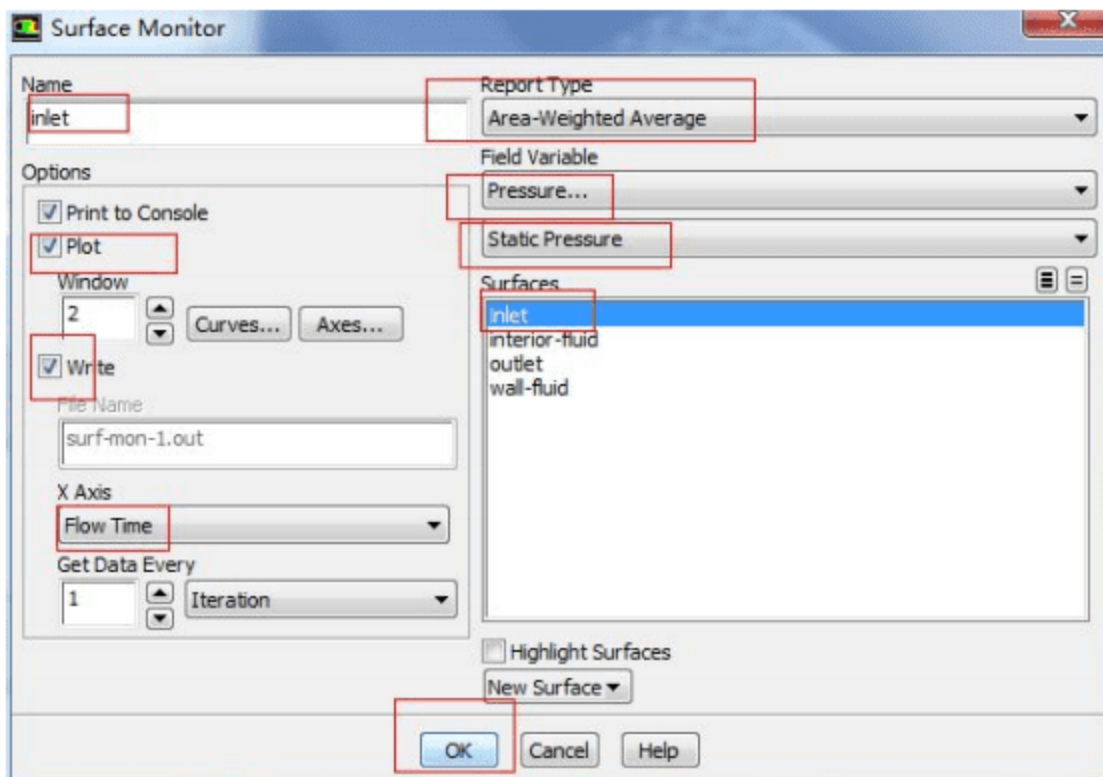 Surface Monitor
Name
inlet
Options
Print to Console
Plot
Window
2
Curves...
Axes...
Write
File Name
surf-mon-1.out
X Axis
Flow Time
Get Data Every
1
Iteration
Report Type
Area-Weighted Average
Field Variable
Pressure...
Static Pressure
Surfaces
inlet
interior-fluid
outlet
wall-fluid
Highlight Surfaces
New Surface
OK
Cancel
Help